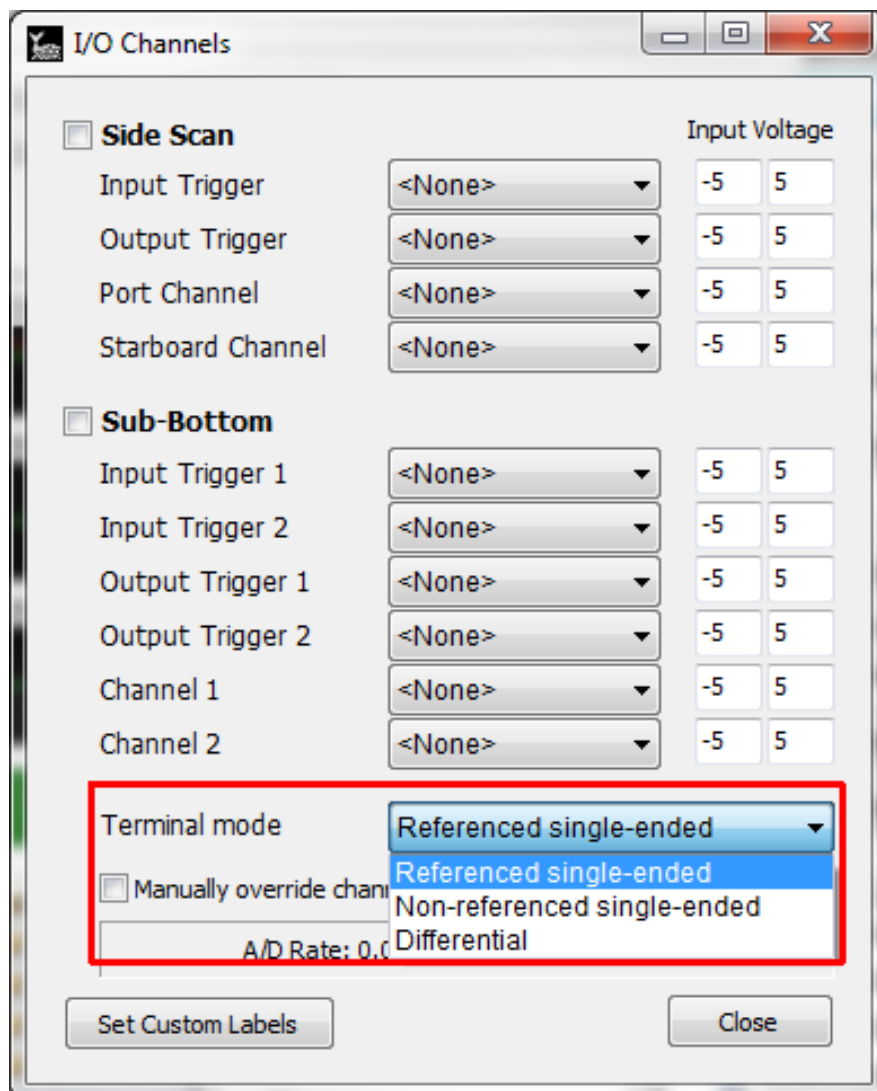 I/O Channels
Side Scan Input Voltage
Input Trigger <None> -5 5
Output Trigger <None> -5 5
Port Channel <None> -5 5
Starboard Channel <None> -5 5
Sub-Bottom
Input Trigger 1 <None> -5 5
Input Trigger 2 <None> -5 5
Output Trigger 1 <None> -5 5
Output Trigger 2 <None> -5 5
Channel 1 <None> -5 5
Channel 2 <None> -5 5
Terminal mode Referenced single-ended
Referenced single-ended
Manually override
Non-referenced single-ended
A/D Rate:
Differential
Set Custom Labels Close